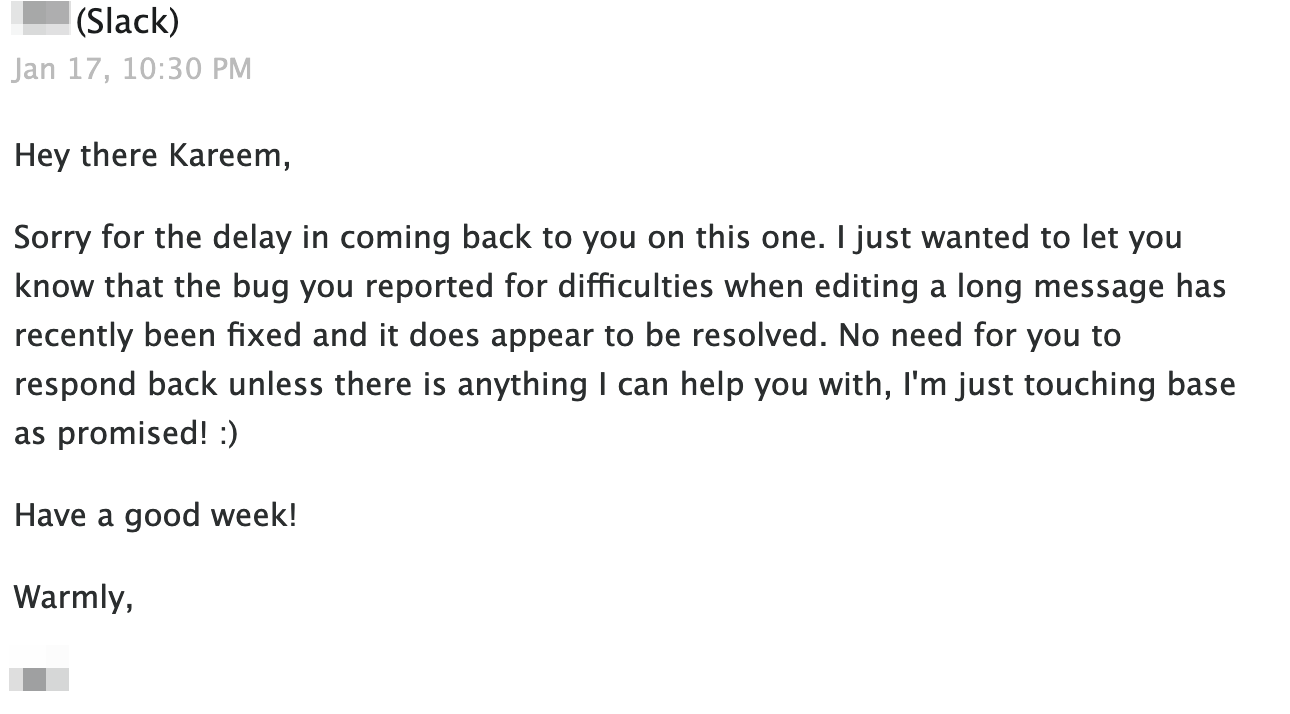 (Slack)
Jan 17, 10:30 PM
Hey there Kareem,
Sorry for the delay in coming back to you on this one. I just wanted to let you
know that the bug you reported for difficulties when editing a long message has
recently been fixed and it does appear to be resolved. No need for you to
respond back unless there is anything I can help you with, I'm just touching base
as promised! :)
Have a good week!
Warmly,